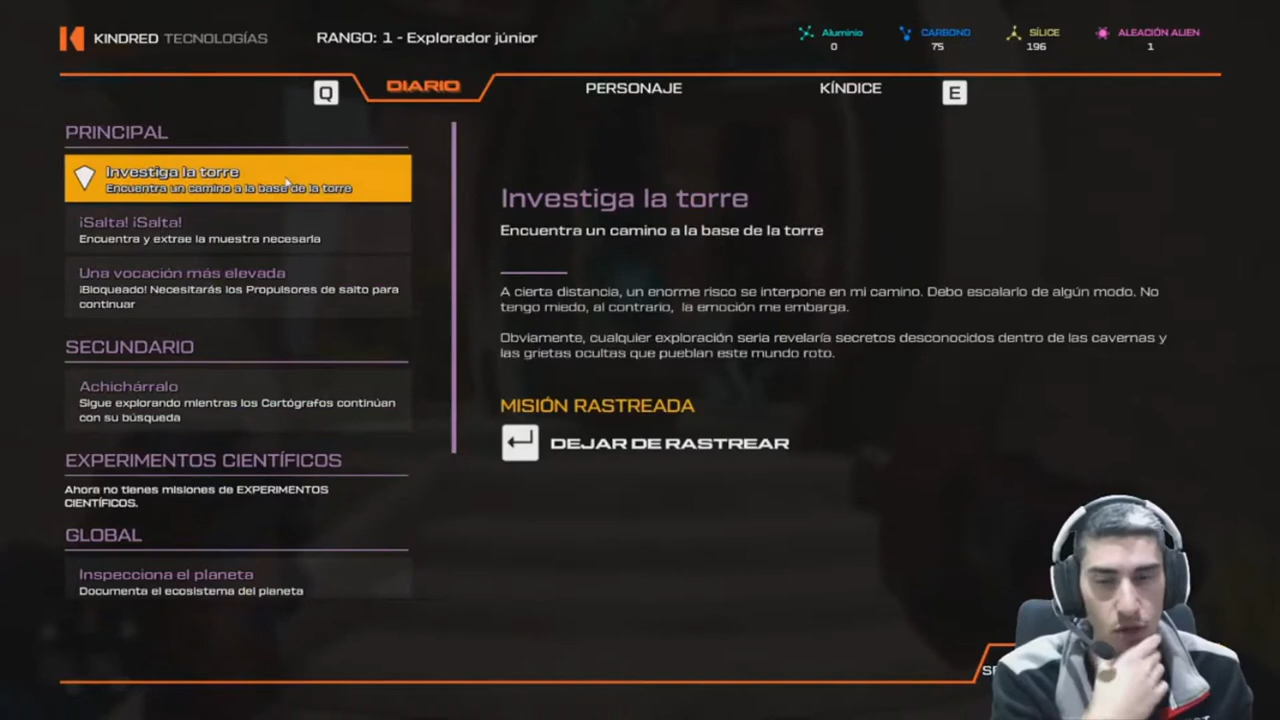 KINDRED TECNOLOGÍAS
RANGO: 1 - Explorador júnior
Aluminio
0
CARBONO
75
SÍLICE
196
ALEACIÓN ALIEN
1
Q
DIARIO
PERSONAJE
KÍNDICE
E
PRINCIPAL
Investiga la torre
Encuentra un camino a la base de la torre
¡Salta! ¡Salta!
Encuentra y extrae la muestra necesaria
Una vocación más elevada
¡Bloqueado! Necesitarás los Propulsores de salto para
continuar
SECUNDARIO
Achichárralo
Sigue explorando mientras los Cartógrafos continúan
con su búsqueda
EXPERIMENTOS CIENTÍFICOS
Ahora no tienes misiones de EXPERIMENTOS
CIENTÍFICOS.
GLOBAL
Inspecciona el planeta
Documenta el ecosistema del planeta
Investiga la torre
Encuentra un camino a la base de la torre
A cierta distancia, un enorme risco se interpone en mi camino. Debo escalarlo de algún modo. No
tengo miedo, al contrario, la emoción me embarga.
Obviamente, cualquier exploración seria revelaría secretos desconocidos dentro de las cavernas y
las grietas ocultas que pueblan este mundo roto.
MISIÓN RASTREADA
DEJAR DE RASTREAR